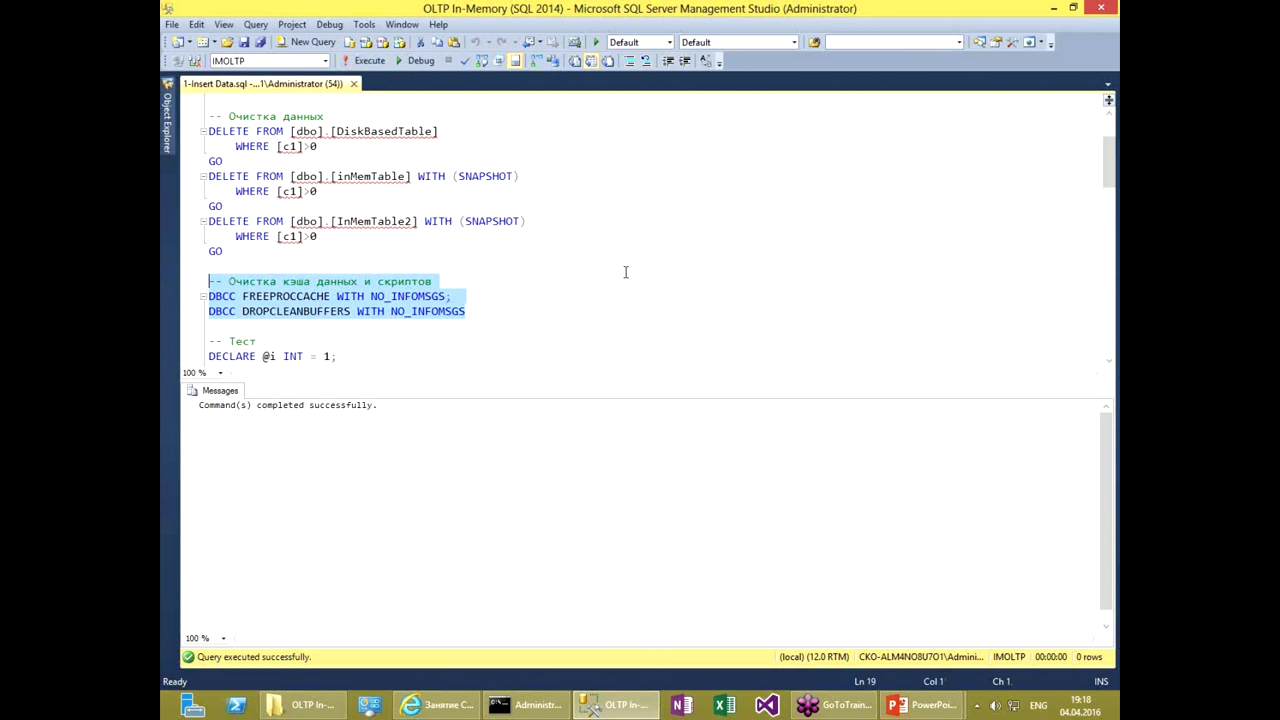 OLTP In-Memory (SQL 2014) - Microsoft SQL Server Management Studio (Administrator)
File Edit View Query Project Debug Tools Window Help
New Query Default Default
IMOLTP Execute Debug
1-Insert Data.sql -...1\Administrator (54))
Object Explorer
-- Очистка данных
DELETE FROM [dbo].[DiskBasedTable]
WHERE [c1]>0
GO
DELETE FROM [dbo].[inMemTable] WITH (SNAPSHOT)
WHERE [c1]>0
GO
DELETE FROM [dbo].[InMemTable2] WITH (SNAPSHOT)
WHERE [c1]>0
GO
-- Очистка кэша данных и скриптов
DBCC FREEPROCCACHE WITH NO_INFOMSGS;
DBCC DROPCLEANBUFFERS WITH NO_INFOMSGS
-- Тест
DECLARE @i INT = 1;
100 %
Messages
Command(s) completed successfully.
100 %
Query executed successfully. (local) (12.0 RTM) CKO-ALM4NO8U7O1\Admini... IMOLTP 00:00:00 0 rows
Ready Ln 19 Col 1 Ch 1 INS
OLTP In-... Занятие С... Administr... OLTP In-... GoToTrain... PowerPoi... ENG 19:18
04.04.2016